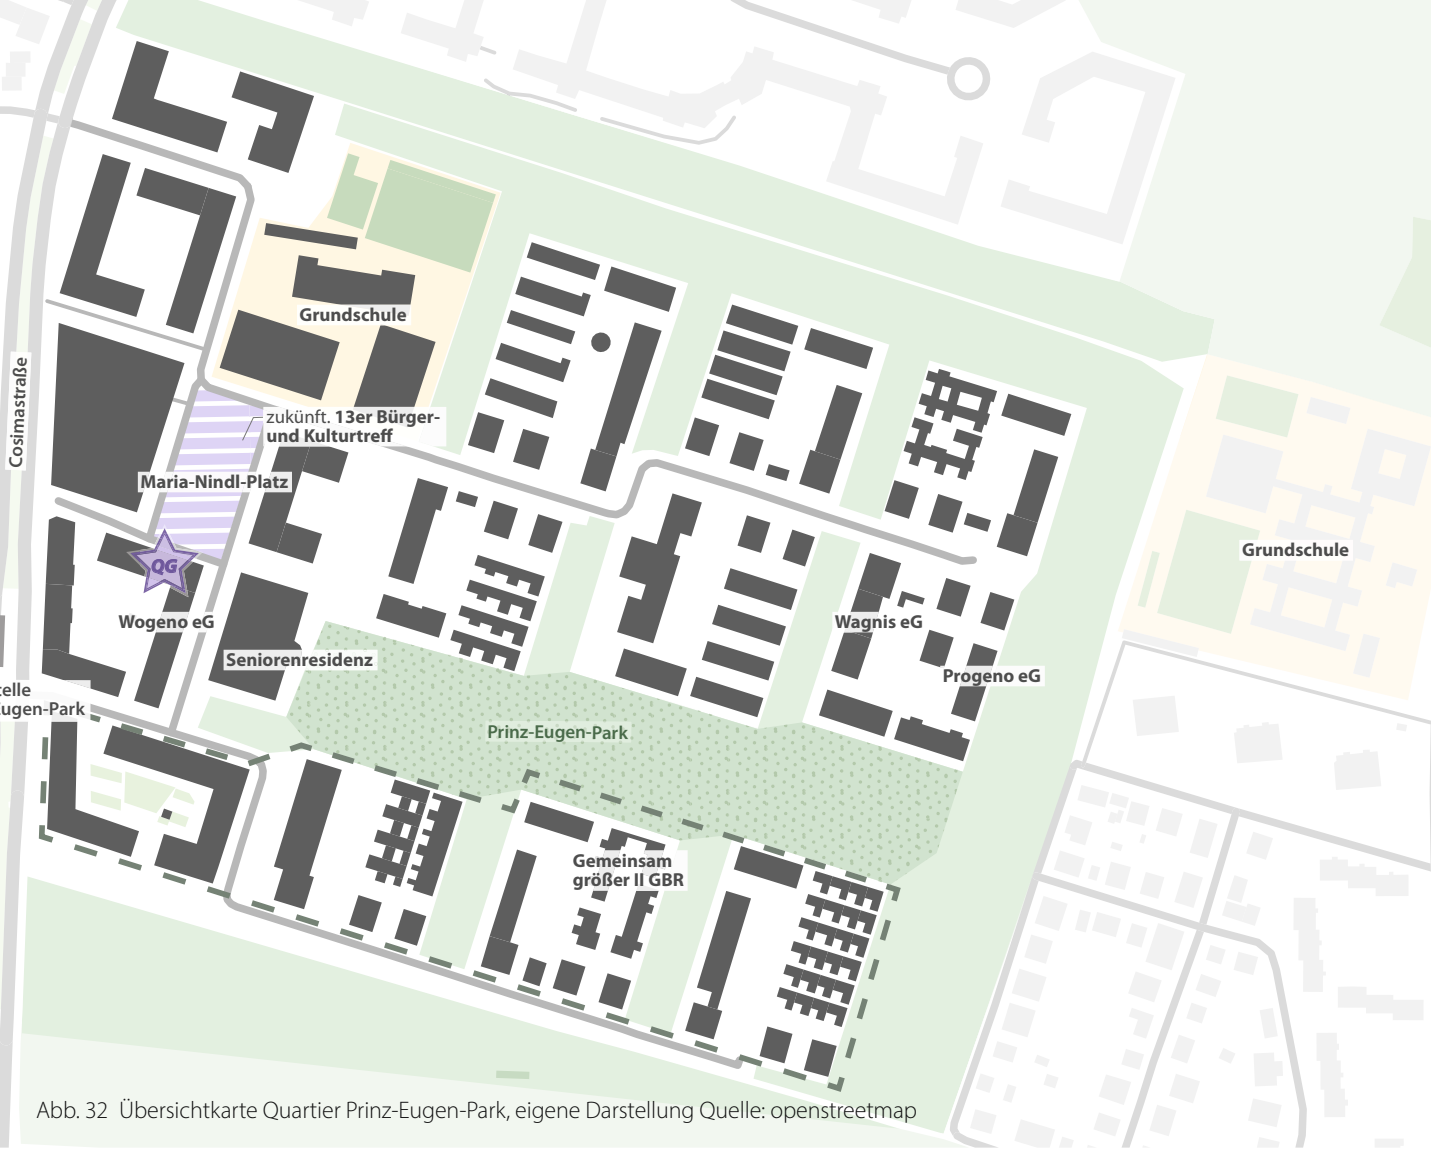 Grundschule
zukünft. 13er Bürger-
und Kulturtreff
Cosimastraße
Maria-Nindl-Platz
QG
Grundschule
Wogeno eG
Wagnis eG
Seniorenresidenz
Progeno eG
telle
Eugen-Park
Prinz-Eugen-Park
Gemeinsam
größer II GBR
Abb. 32 Übersichtkarte Quartier Prinz-Eugen-Park, eigene Darstellung Quelle: openstreetmap